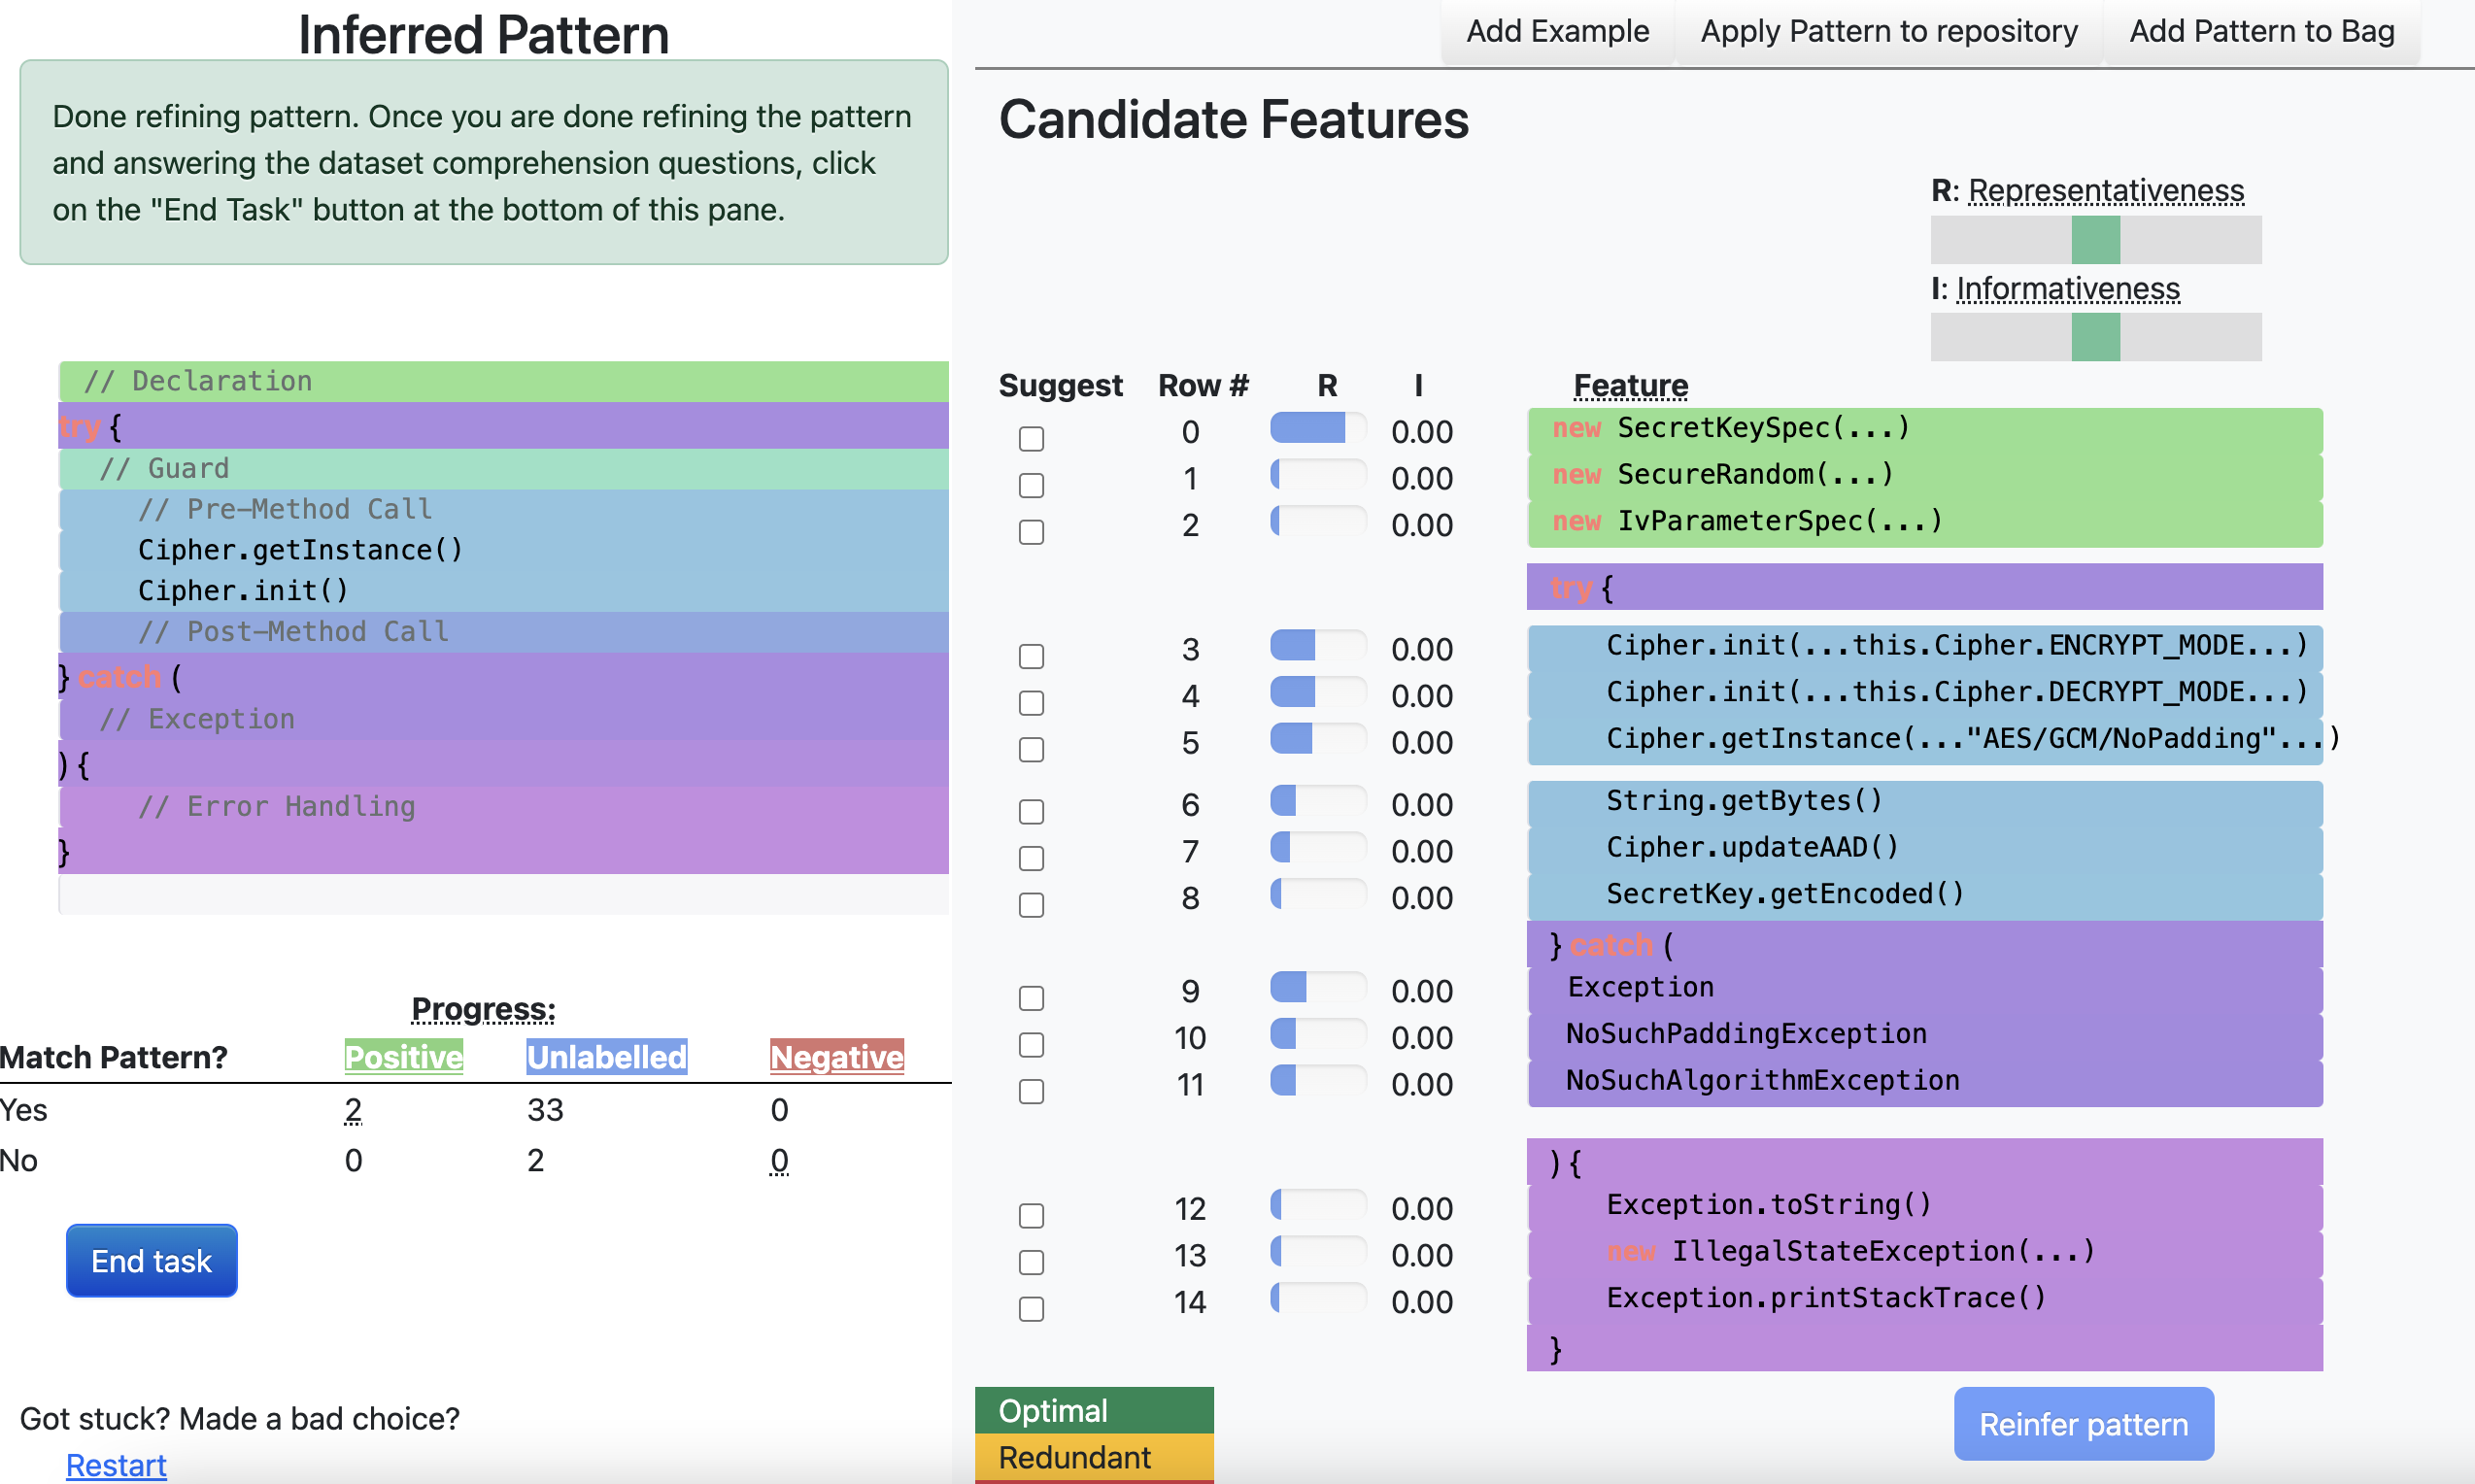 Inferred Pattern
Done refining pattern. Once you are done refining the pattern
and answering the dataset comprehension questions, click
on the "End Task" button at the bottom of this pane.
// Declaration
try {
// Guard
// Pre-Method Call
Cipher.getInstance()
Cipher.init()
// Post-Method Call
} catch (
// Exception
) {
// Error Handling
}
Progress:
Match Pattern? Positive Unlabelled Negative
Yes 2 33 0
No 0 2 0
End task
Got stuck? Made a bad choice?
Restart
Add Example Apply Pattern to repository Add Pattern to Bag
Candidate Features
R: Representativeness
I: Informativeness
Suggest Row # R I Feature
0 0.00 new SecretKeySpec(...)
1 0.00 new SecureRandom(...)
2 0.00 new IvParameterSpec(...)
try {
3 0.00 Cipher.init(...this.Cipher.ENCRYPT_MODE...)
4 0.00 Cipher.init(...this.Cipher.DECRYPT_MODE...)
5 0.00 Cipher.getInstance(..."AES/GCM/NoPadding"...)
6 0.00 String.getBytes()
7 0.00 Cipher.updateAAD()
8 0.00 SecretKey.getEncoded()
} catch (
9 0.00 Exception
10 0.00 NoSuchPaddingException
11 0.00 NoSuchAlgorithmException
) {
12 0.00 Exception.toString()
13 0.00 new IllegalStateException(...)
14 0.00 Exception.printStackTrace()
}
Optimal
Redundant
Reinfer pattern